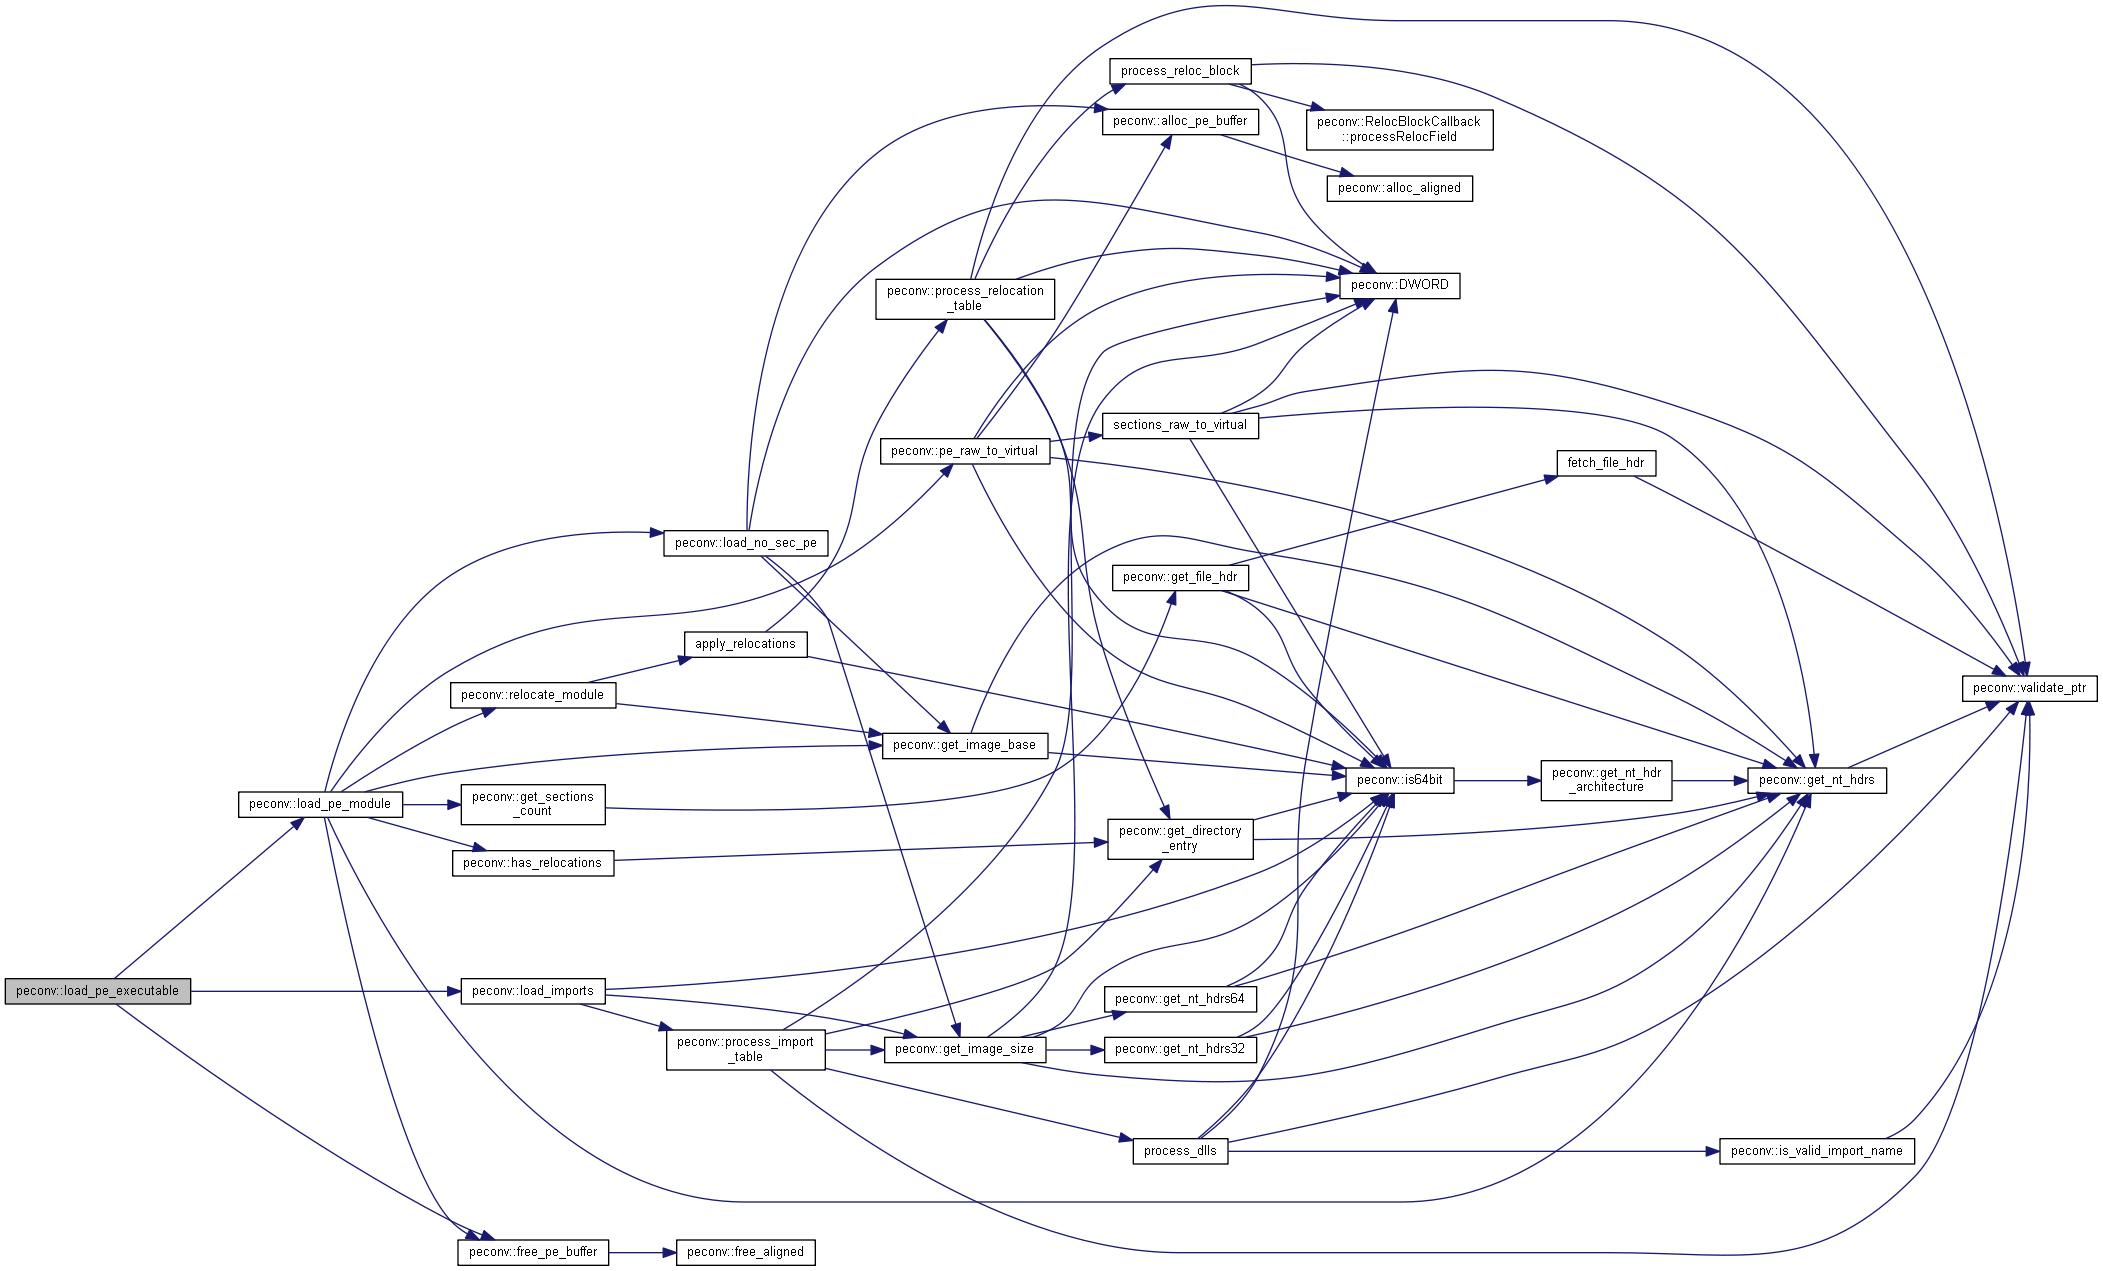 process_reloc_block
peconv::alloc_pe_buffer
peconv::RelocBlockCallback
::processRelocField
peconv::alloc_aligned
peconv::process_relocation
_table
peconv::DWORD
sections_raw_to_virtual
peconv::pe_raw_to_virtual
fetch_file_hdr
peconv::load_no_sec_pe
peconv::get_file_hdr
apply_relocations
peconv::relocate_module
peconv::validate_ptr
peconv::get_image_base
peconv::load_pe_module
peconv::get_sections
_count
peconv::is64bit
peconv::get_nt_hdr
_architecture
peconv::get_nt_hdrs
peconv::has_relocations
peconv::get_directory
_entry
peconv::load_pe_executable
peconv::load_imports
peconv::get_nt_hdrs64
peconv::process_import
_table
peconv::get_image_size
peconv::get_nt_hdrs32
process_dlls
peconv::is_valid_import_name
peconv::free_pe_buffer
peconv::free_aligned